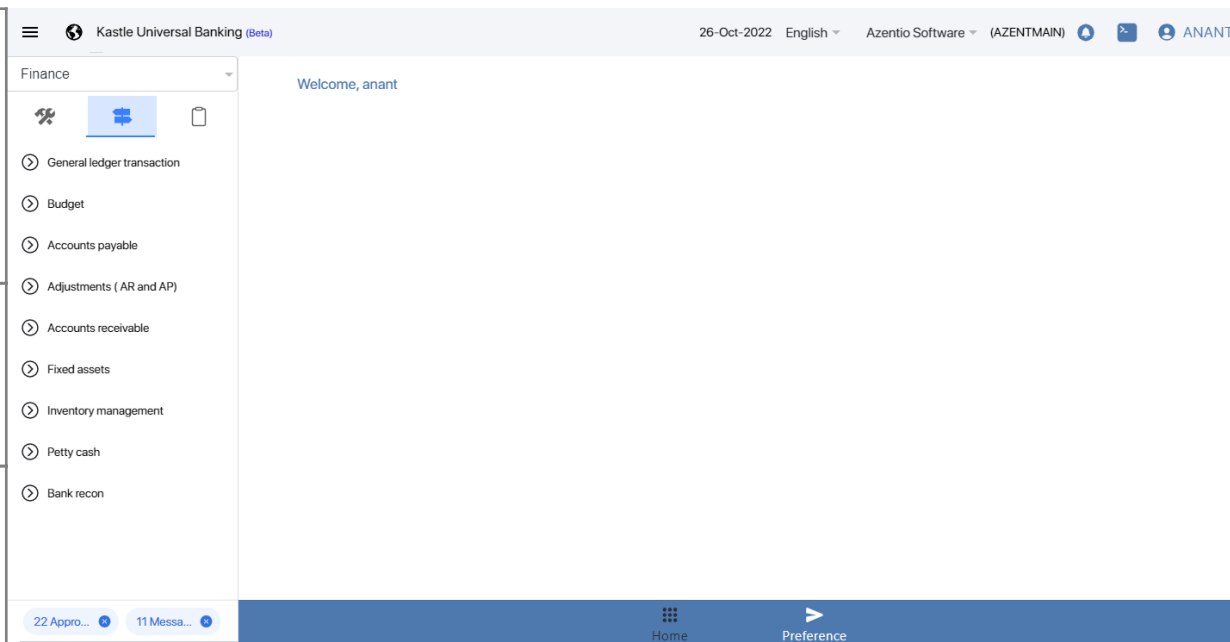 Kastle Universal Banking (Beta) 26-Oct-2022 English Azentio Software (AZENTMAIN) ANANT
Finance
Welcome, anant
General ledger transaction
Budget
Accounts payable
Adjustments ( AR and AP)
Accounts receivable
Fixed assets
Inventory management
Petty cash
Bank recon
22 Appro... 11 Messa...
Home Preference